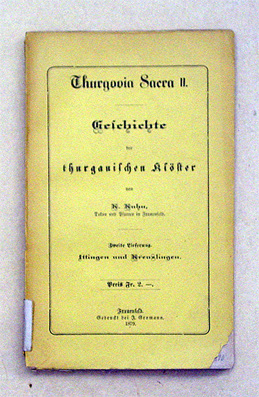 Thurgovia Sacra II.
Geschichte
der
thurgauischen Klöster
von
K. Kuhn,
Dekan und Pfarrer in Frauenfeld.
Zweite Lieferung.
Ittingen und Kreuzlingen.
Preis Fr. 2. —.
Frauenfeld.
Gedruckt bei J. Gromann.
1879.